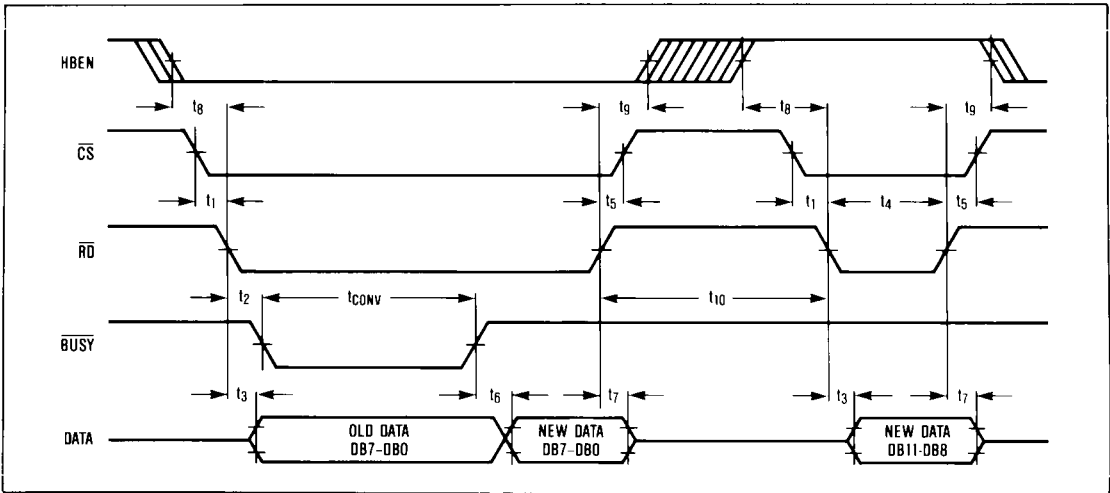 HBEN
t8 t9 t8 t9
CS
t1 t5 t1 t4 t5
RD
t2 tCONV t10
BUSY
t3 t6 t7 t3 t7
DATA
OLD DATA
DB7-DB0
NEW DATA
DB7-DB0
NEW DATA
DB11-DB8